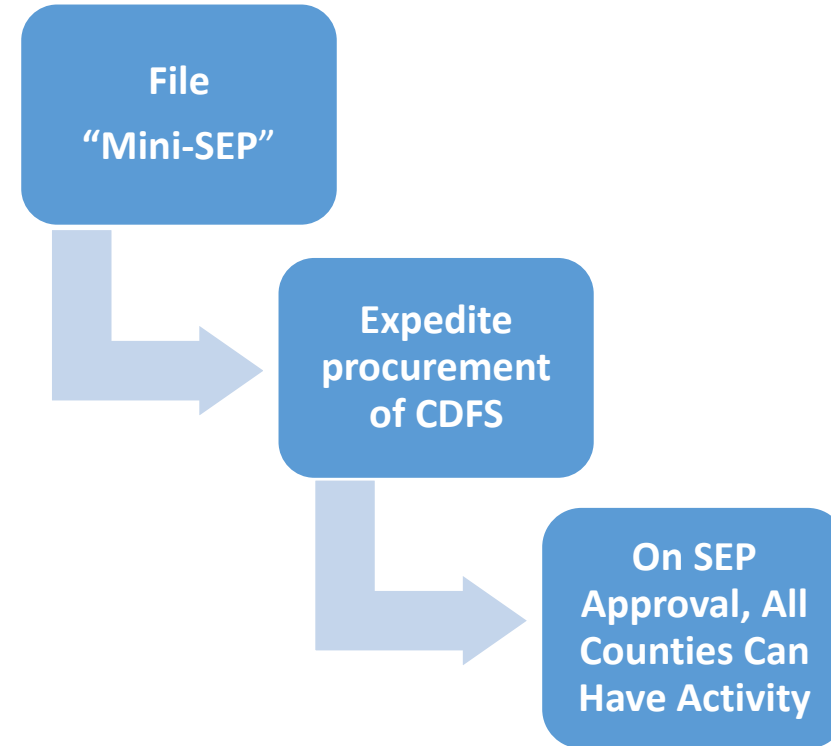 File
“Mini-SEP”
Expedite
procurement
of CDFS
On SEP
Approval, All
Counties Can
Have Activity